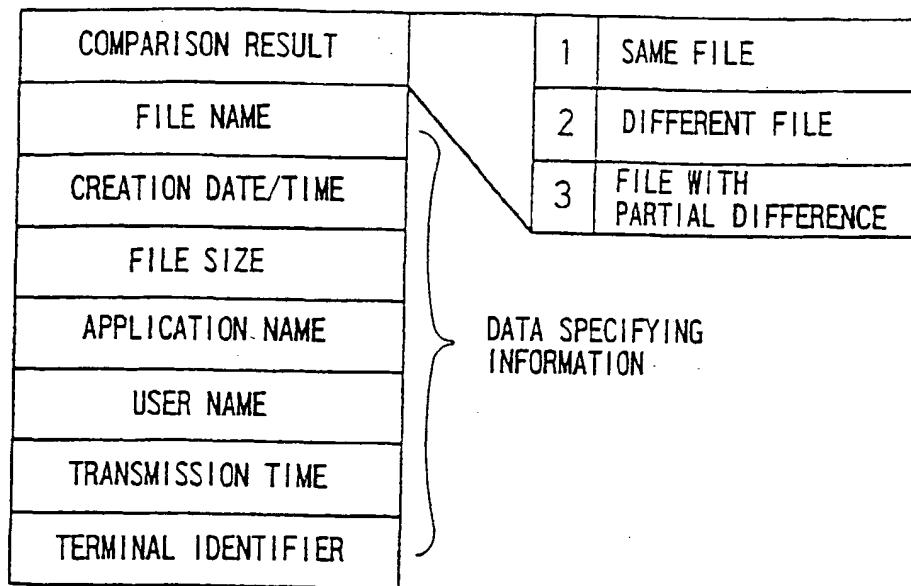 COMPARISON RESULT
FILE NAME
CREATION DATE/TIME
FILE SIZE
APPLICATION NAME
USER NAME
TRANSMISSION TIME
TERMINAL IDENTIFIER
1 SAME FILE
2 DIFFERENT FILE
3 FILE WITH
PARTIAL DIFFERENCE
DATA SPECIFYING
INFORMATION